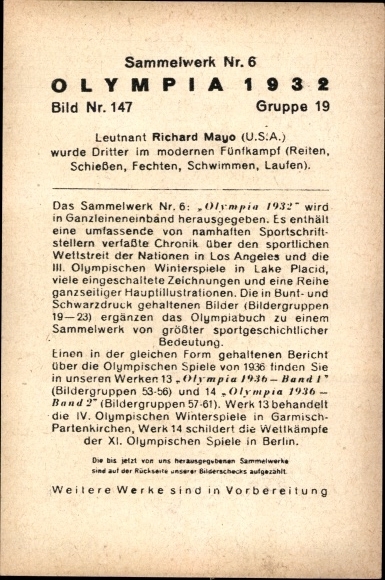 Sammelwerk Nr. 6
OLYMPIA 1932
Bild Nr. 147 Gruppe 19
Leutnant Richard Mayo (U.S.A.)
wurde Dritter im modernen Fünfkampf (Reiten,
Schießen, Fechten, Schwimmen, Laufen).
Das Sammelwerk Nr. 6: „Olympia 1932" wird
in Ganzleineneinband herausgegeben. Es enthält
eine umfassende von namhaften Sportschrift-
stellern verfaßte Chronik über den sportlichen
Wettstreit der Nationen in Los Angeles und die
III. Olympischen Winterspiele in Lake Placid,
viele eingeschaltete Zeichnungen und eine Reihe
ganzseitiger Hauptillustrationen. Die in Bunt- und
Schwarzdruck gehaltenen Bilder (Bildergruppen
19—23) ergänzen das Olympiabuch zu einem
Sammelwerk von größter sportgeschichtlicher
Bedeutung.
Einen in der gleichen Form gehaltenen Bericht
über die Olympischen Spiele von 1936 finden Sie
in unseren Werken 13 „Olympia 1936 — Band 1"
(Bildergruppen 53-56) und 14 „Olympia 1936 —
Band 2" (Bildergruppen 57-61). Werk 13 behandelt
die IV. Olympischen Winterspiele in Garmisch-
Partenkirchen, Werk 14 schildert die Wettkämpfe
der XI. Olympischen Spiele in Berlin.
Die bis jetzt von uns herausgegebenen Sammelwerke
sind auf der Rückseite unserer Bilderschecks aufgezählt.
Weitere Werke sind in Vorbereitung